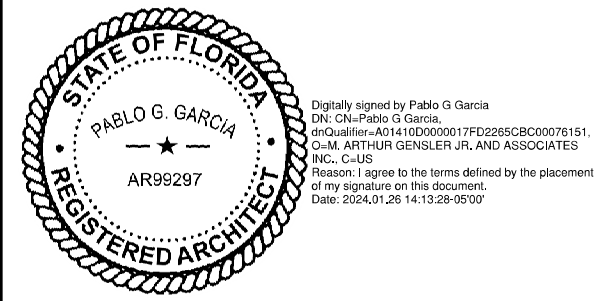 STATE OF FLORIDA
PABLO G. GARCIA
AR99297
REGISTERED ARCHITECT
Digitally signed by Pablo G Garcia
DN: CN=Pablo G Garcia,
dnQualifier=A01410D0000017FD2265CBC00076151,
O=M. ARTHUR GENSLER JR. AND ASSOCIATES
INC., C=US
Reason: I agree to the terms defined by the placement
of my signature on this document.
Date: 2024.01.26 14:13:28-05'00'